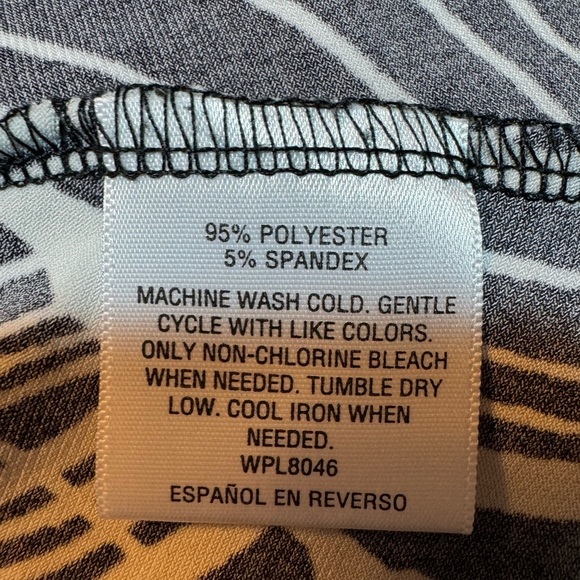 95% POLYESTER
5% SPANDEX
MACHINE WASH COLD. GENTLE
CYCLE WITH LIKE COLORS.
ONLY NON-CHLORINE BLEACH
WHEN NEEDED. TUMBLE DRY
LOW. COOL IRON WHEN
NEEDED.
WPL8046
ESPAÑOL EN REVERSO